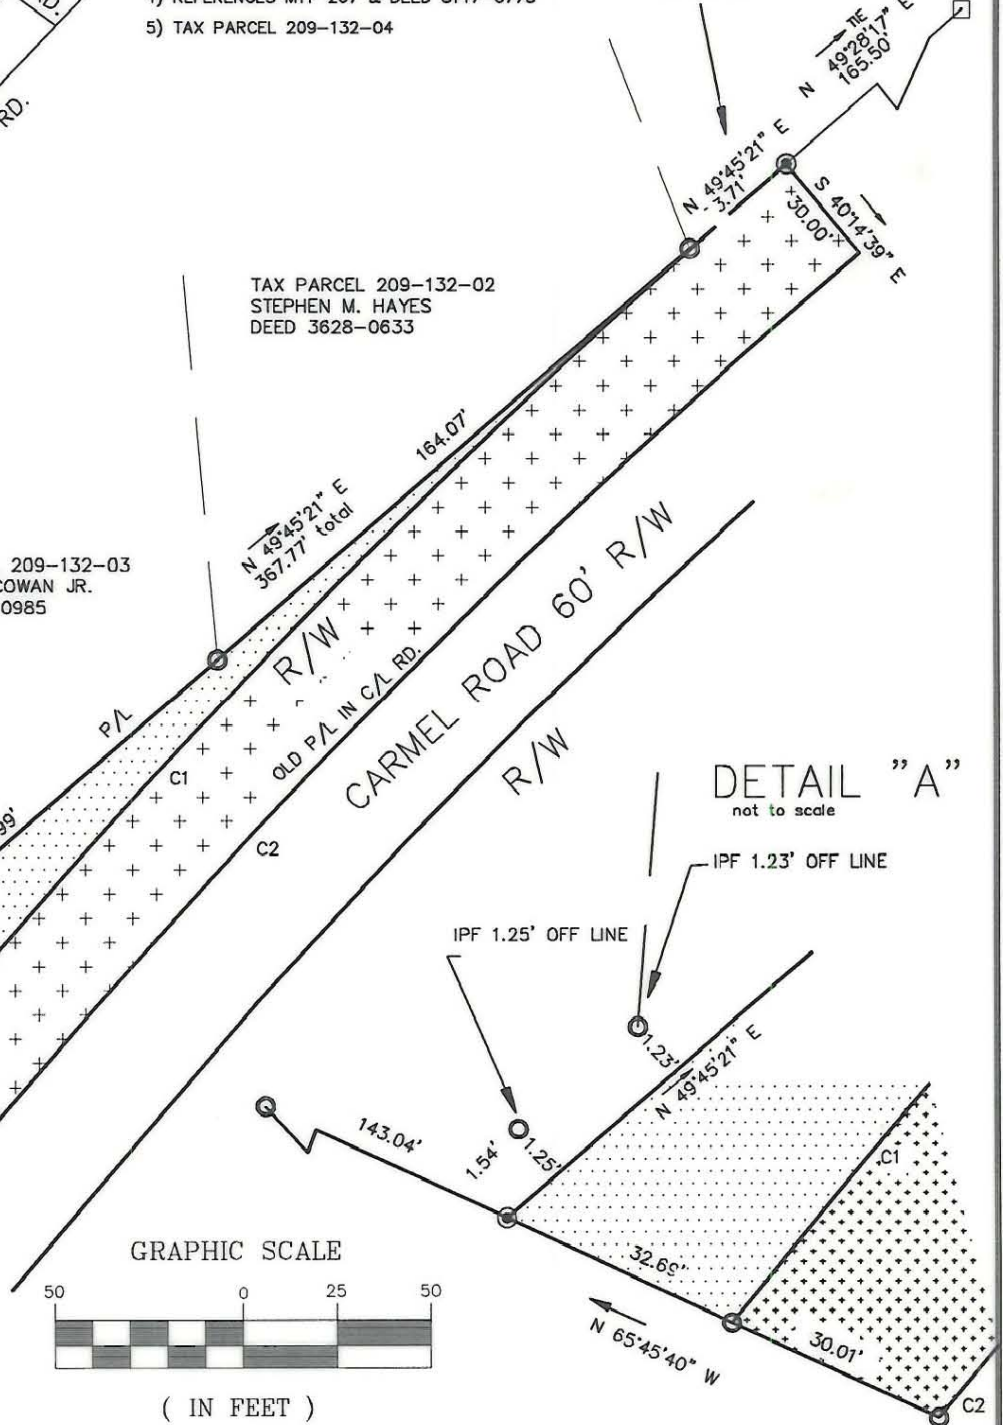 5) TAX PARCEL 209-132-04
RD.
TIE
N 49°28'17" E
165.50'
N 49°45'21" E
3.71'
S 40°14'39" E
30.00'
TAX PARCEL 209-132-02
STEPHEN M. HAYES
DEED 3628-0633
164.07'
N 49°45'21" E
367.77' total
209-132-03
COWAN JR.
0985
R/W
P/L
OLD P/L IN C/L RD.
CARMEL ROAD 60' R/W
R/W
C1
C2
99'
DETAIL "A"
not to scale
IPF 1.23' OFF LINE
IPF 1.25' OFF LINE
1.23'
N 49°45'21" E
143.04'
1.54'
1.25'
C1
32.69'
N 65°45'40" W
30.01'
C2
GRAPHIC SCALE
50 0 25 50
( IN FEET )